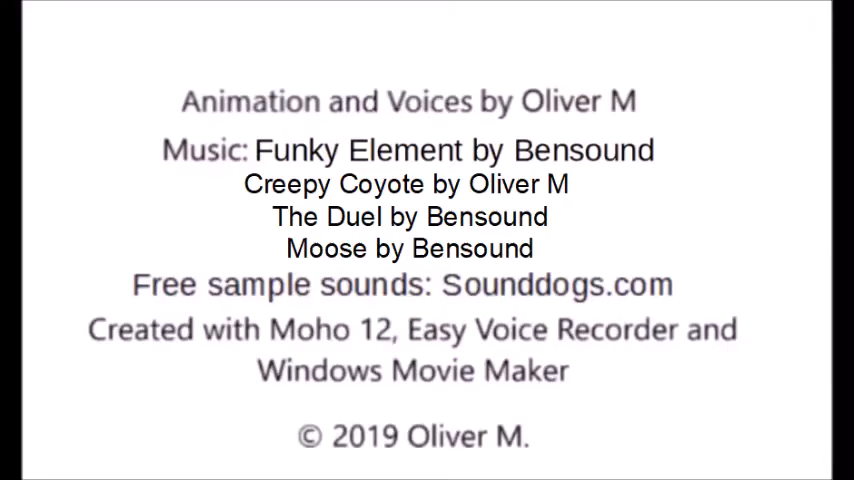 Animation and Voices by Oliver M
Music: Funky Element by Bensound
Creepy Coyote by Oliver M
The Duel by Bensound
Moose by Bensound
Free sample sounds: Sounddogs.com
Created with Moho 12, Easy Voice Recorder and
Windows Movie Maker
© 2019 Oliver M.